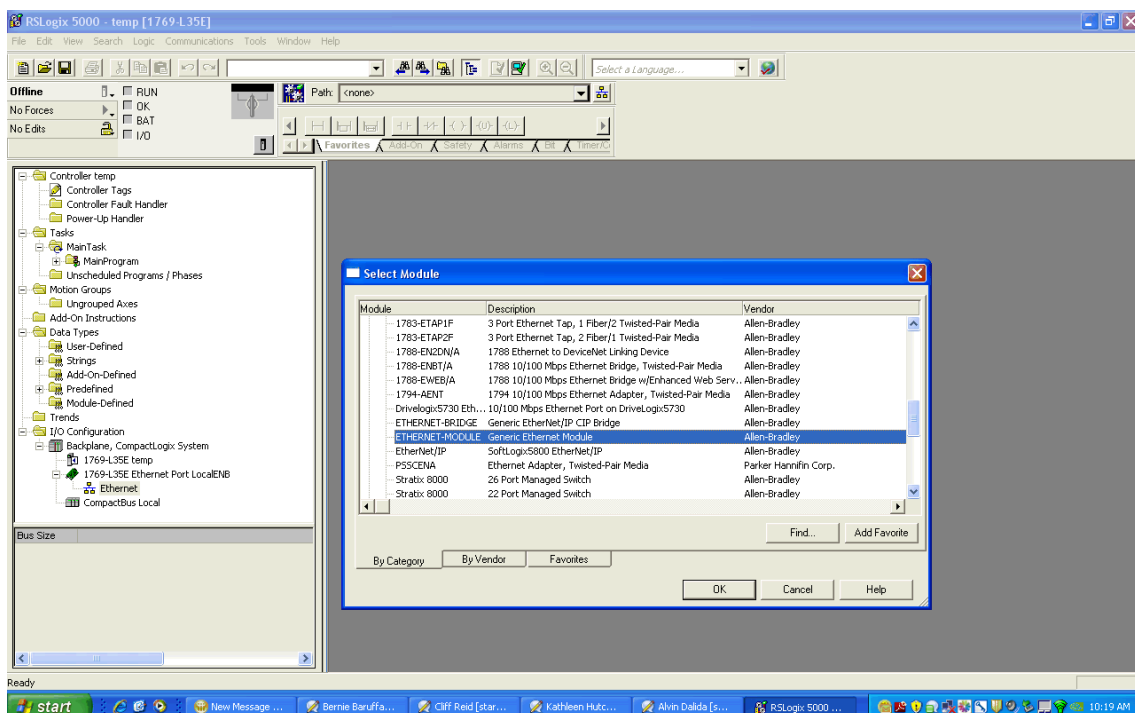 RSLogix 5000 - temp [1769-L35E]
File Edit View Search Logic Communications Tools Window Help
Select a Language...
Offline
RUN
Path: <none>
No Forces
OK
No Edits
BAT
I/O
Favorites Add-On Safety Alarms Bit Timer/C
Controller temp
Controller Tags
Controller Fault Handler
Power-Up Handler
Tasks
MainTask
MainProgram
Unscheduled Programs / Phases
Motion Groups
Ungrouped Axes
Add-On Instructions
Data Types
User-Defined
Strings
Add-On-Defined
Predefined
Module-Defined
Trends
I/O Configuration
Backplane, CompactLogix System
1769-L35E temp
1769-L35E Ethernet Port LocalENB
Ethernet
CompactBus Local
Bus Size
Select Module
Module Description Vendor
1783-ETAP1F 3 Port Ethernet Tap, 1 Fiber/2 Twisted-Pair Media Allen-Bradley
1783-ETAP2F 3 Port Ethernet Tap, 2 Fiber/1 Twisted-Pair Media Allen-Bradley
1788-EN2DN/A 1788 Ethernet to DeviceNet Linking Device Allen-Bradley
1788-ENBT/A 1788 10/100 Mbps Ethernet Bridge, Twisted-Pair Media Allen-Bradley
1788-EWEB/A 1788 10/100 Mbps Ethernet Bridge w/Enhanced Web Serv... Allen-Bradley
1794-AENT 1794 10/100 Mbps Ethernet Adapter, Twisted-Pair Media Allen-Bradley
Drivelogix5730 Eth... 10/100 Mbps Ethernet Port on DriveLogix5730 Allen-Bradley
ETHERNET-BRIDGE Generic EtherNet/IP CIP Bridge Allen-Bradley
ETHERNET-MODULE Generic Ethernet Module Allen-Bradley
EtherNet/IP SoftLogix5800 EtherNet/IP Allen-Bradley
PSSCENA Ethernet Adapter, Twisted-Pair Media Parker Hannifin Corp.
Stratix 8000 26 Port Managed Switch Allen-Bradley
Stratix 8000 22 Port Managed Switch Allen-Bradley
Find... Add Favorite
By Category By Vendor Favorites
OK Cancel Help
Ready
start New Message ... Bernie Baruffa... Cliff Reid [star... Kathleen Hutc... Alvin Dalida [s... RSLogix 5000 ... 10:19 AM